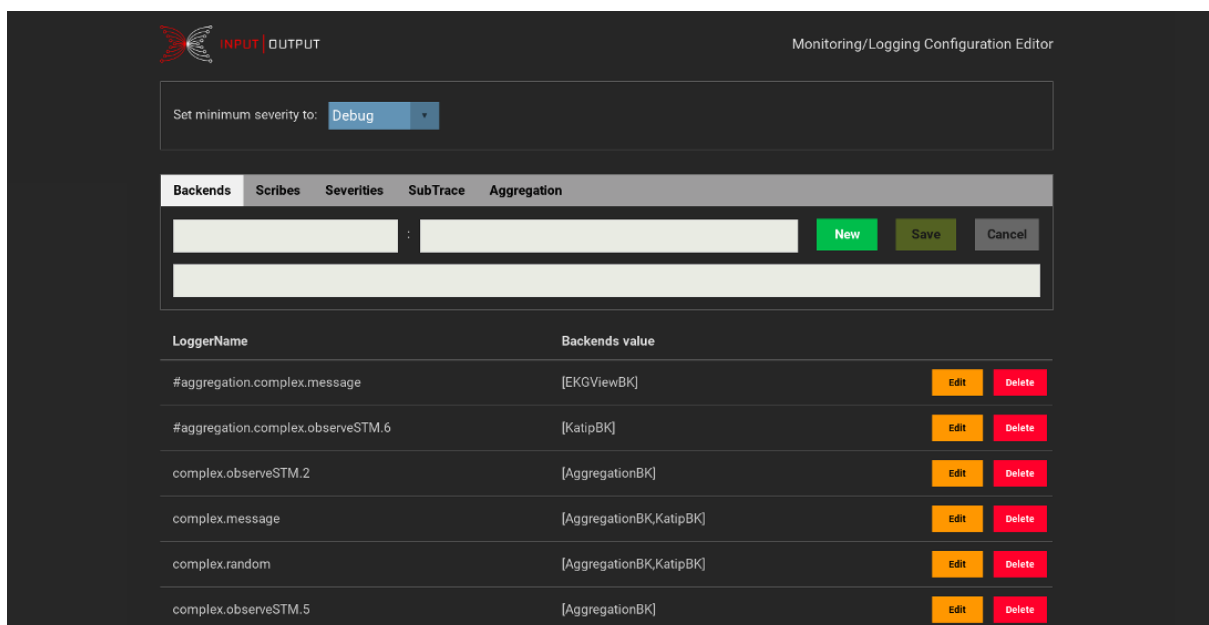 INPUT OUTPUT Monitoring/Logging Configuration Editor
Set minimum severity to: Debug
Backends Scribes Severities SubTrace Aggregation
: New Save Cancel
LoggerName Backends value
#aggregation.complex.message [EKGViewBK] Edit Delete
#aggregation.complex.observeSTM.6 [KatipBK] Edit Delete
complex.observeSTM.2 [AggregationBK] Edit Delete
complex.message [AggregationBK,KatipBK] Edit Delete
complex.random [AggregationBK,KatipBK] Edit Delete
complex.observeSTM.5 [AggregationBK] Edit Delete